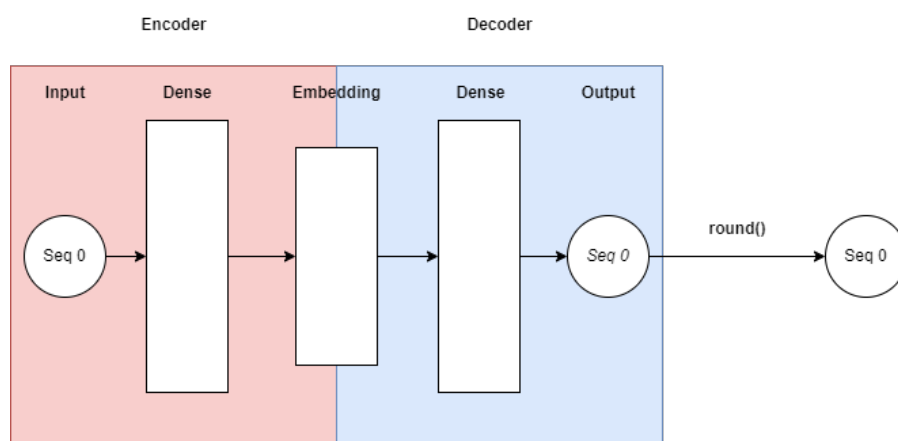 Encoder
Decoder
Input
Dense
Embedding
Dense
Output
Seq 0
Seq 0
round()
Seq 0